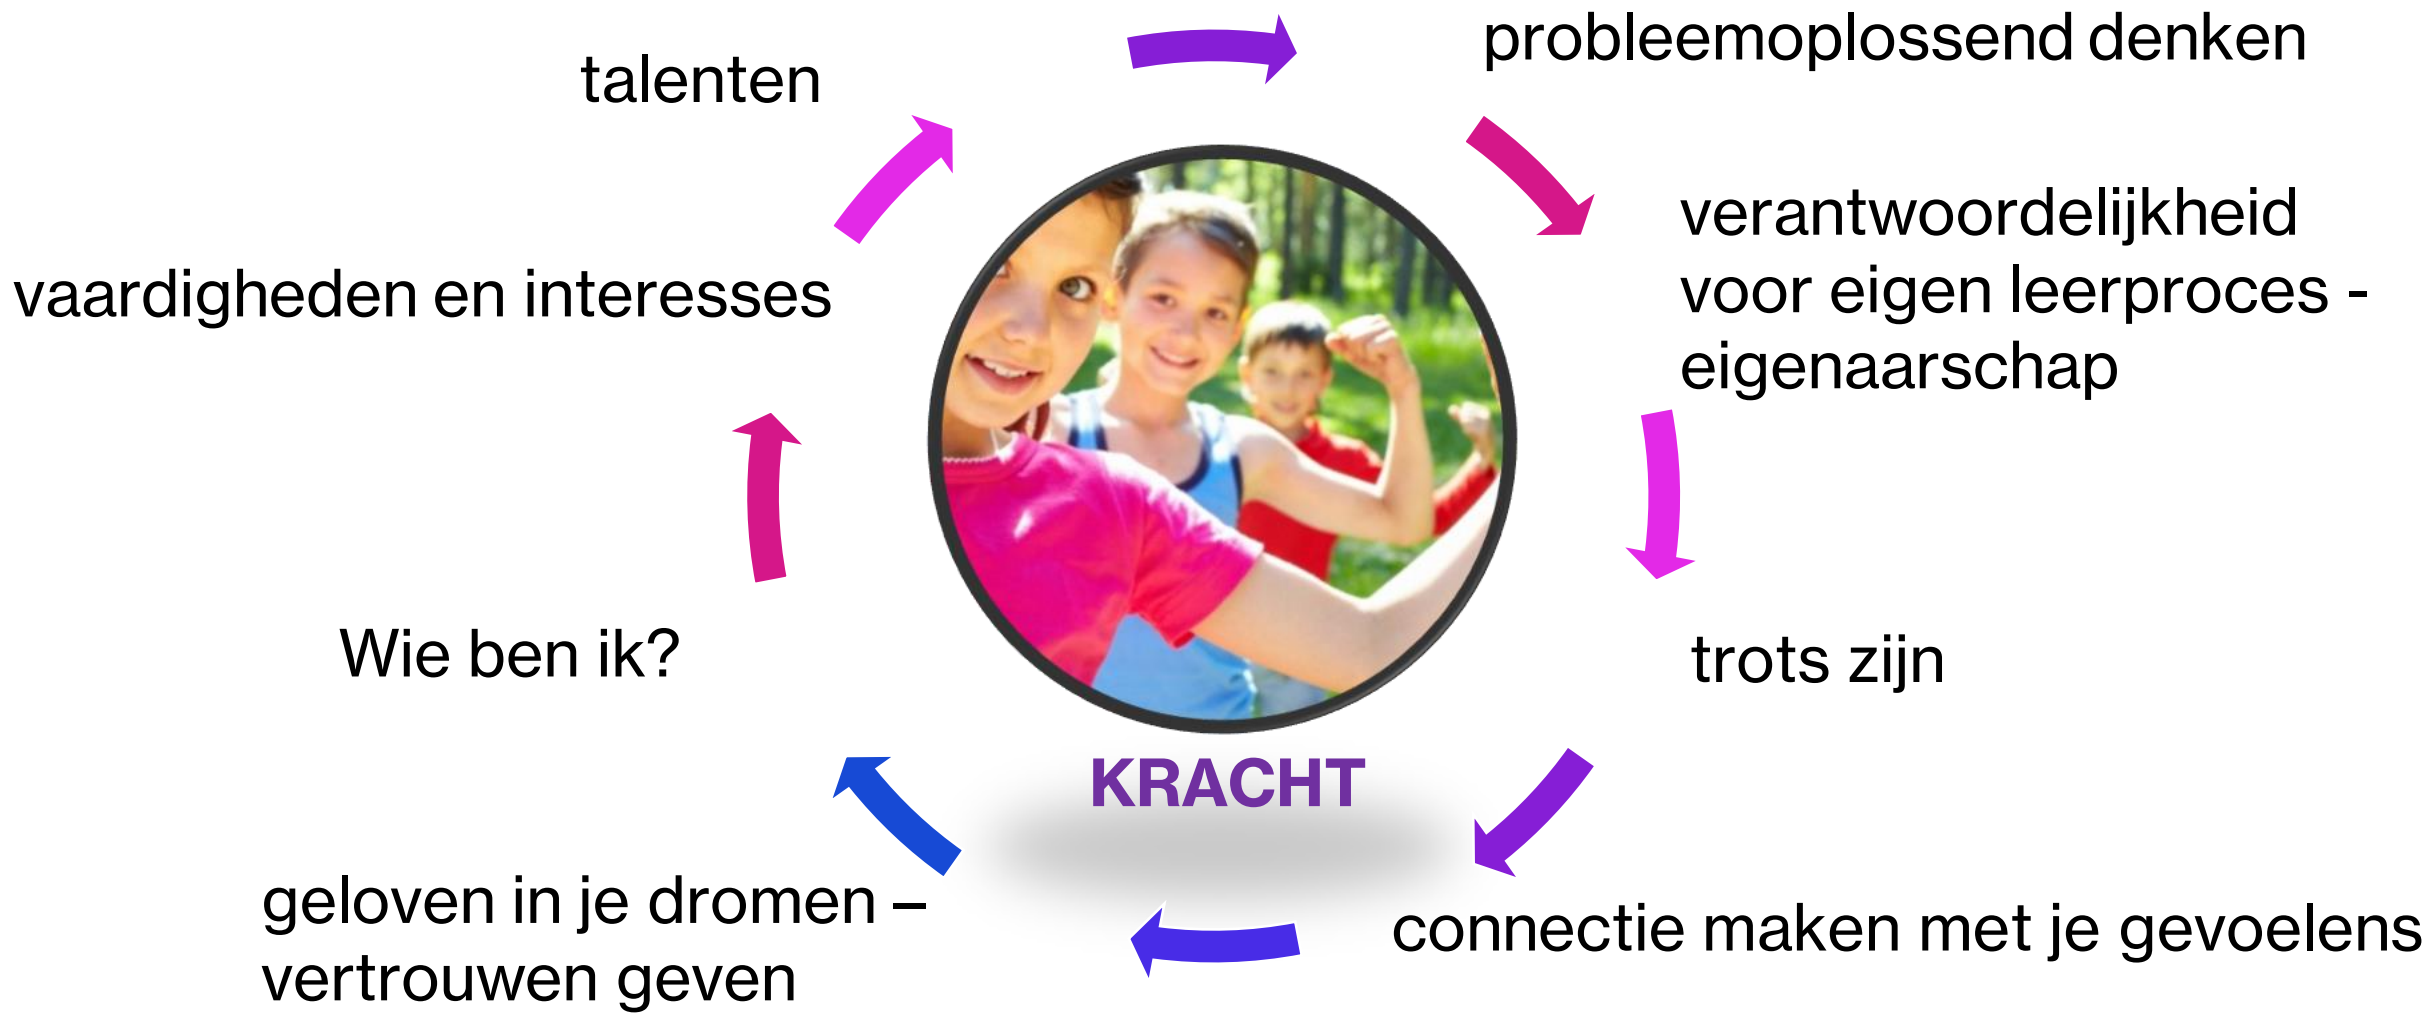 talenten
probleemoplossend denken
verantwoordelijkheid
voor eigen leerproces -
eigenaarschap
vaardigheden en interesses
Wie ben ik?
trots zijn
KRACHT
geloven in je dromen –
vertrouwen geven
connectie maken met je gevoelens